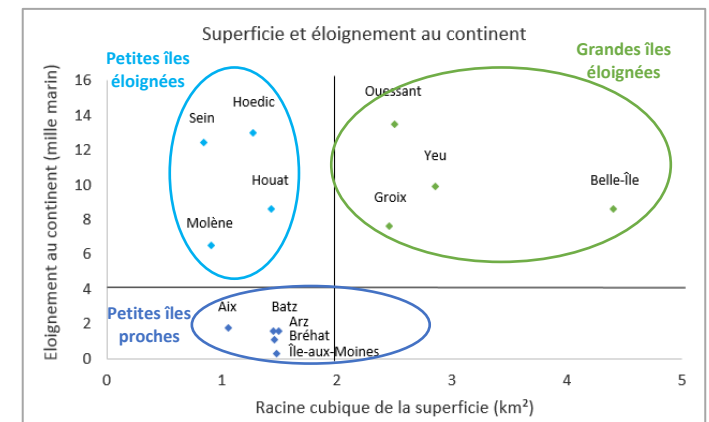 Superficie et éloignement au continent
Petites îles
éloignées
Grandes îles
éloignées
Eloignement au continent (mille marin)
16
14
12
10
8
6
4
2
0
Sein
Hoedic
Houat
Molène
Ouessant
Yeu
Groix
Belle-Île
Petites îles
proches
Aix
Batz
Arz
Bréhat
Île-aux-Moines
0 1 2 3 4 5
Racine cubique de la superficie (km²)